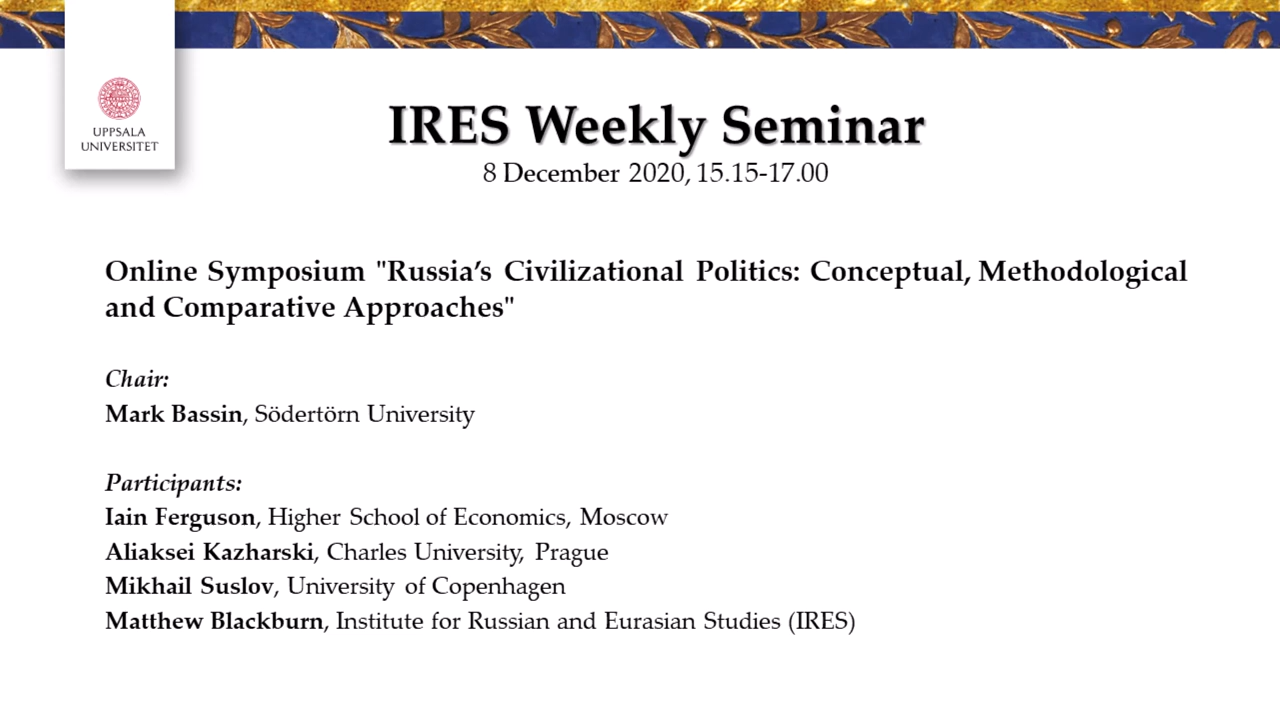 UPPSALA
UNIVERSITET
IRES Weekly Seminar
8 December 2020, 15.15-17.00
Online Symposium "Russia’s Civilizational Politics: Conceptual, Methodological
and Comparative Approaches"
Chair:
Mark Bassin, Södertörn University
Participants:
Iain Ferguson, Higher School of Economics, Moscow
Aliaksei Kazharski, Charles University, Prague
Mikhail Suslov, University of Copenhagen
Matthew Blackburn, Institute for Russian and Eurasian Studies (IRES)